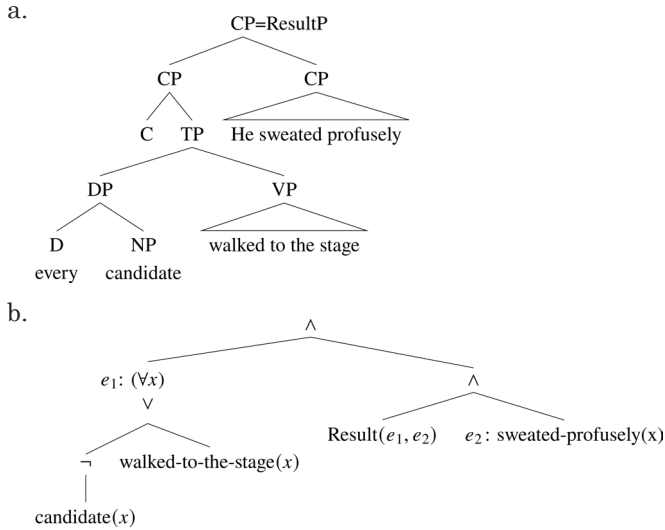 a.
CP=ResultP
CP CP
C TP He sweated profusely
DP VP
D NP walked to the stage
every candidate
b.
∧
e₁: (∀x) ∧
∨
Result(e₁, e₂) e₂: sweated-profusely(x)
¬ walked-to-the-stage(x)
candidate(x)